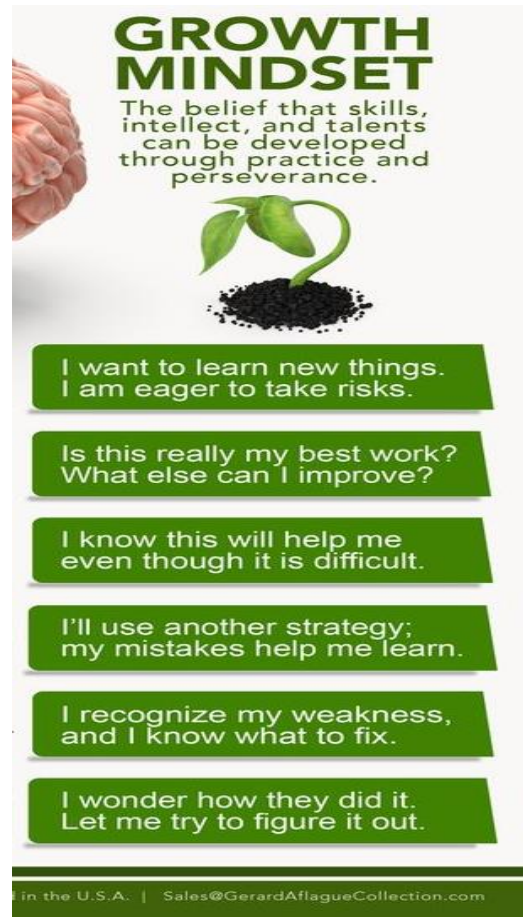 GROWTH
MINDSET
The belief that skills,
intellect, and talents
can be developed
through practice and
perseverance.
I want to learn new things.
I am eager to take risks.
Is this really my best work?
What else can I improve?
I know this will help me
even though it is difficult.
I'll use another strategy;
my mistakes help me learn.
I recognize my weakness,
and I know what to fix.
I wonder how they did it.
Let me try to figure it out.
in the U.S.A. | Sales@GerardAflagueCollection.com